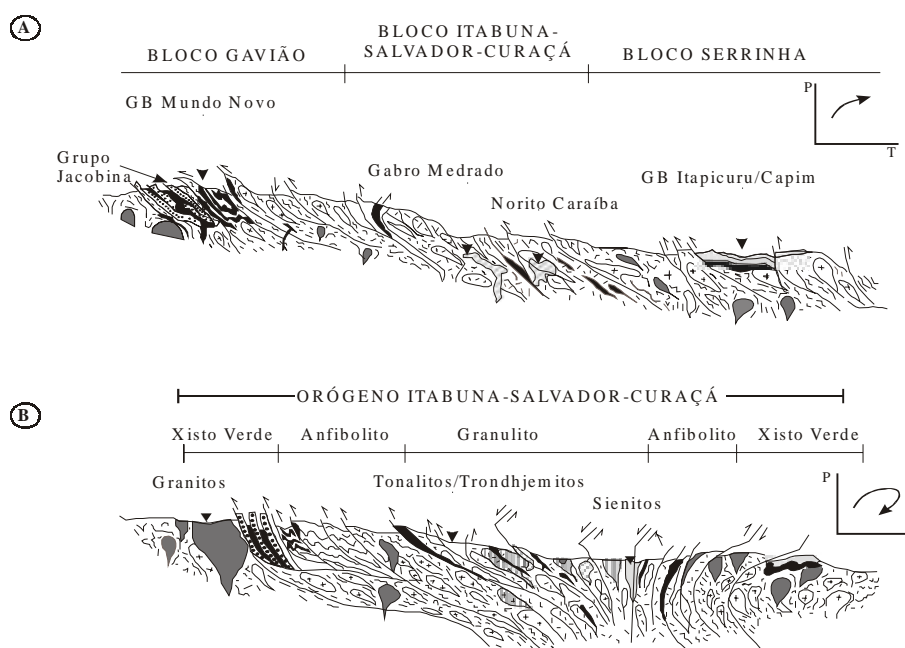 A
BLOCO GAVIÃO
BLOCO ITABUNA-
SALVADOR-CURAÇÁ
BLOCO SERRINHA
GB Mundo Novo
P
T
Grupo
Jacobina
Gabro Medrado
Norito Caraíba
GB Itapicuru/Capim
B
ORÓGENO ITABUNA-SALVADOR-CURAÇÁ
Xisto Verde
Anfibolito
Granulito
Anfibolito
Xisto Verde
Granitos
Tonalitos/Trondhjemitos
Sienitos
P